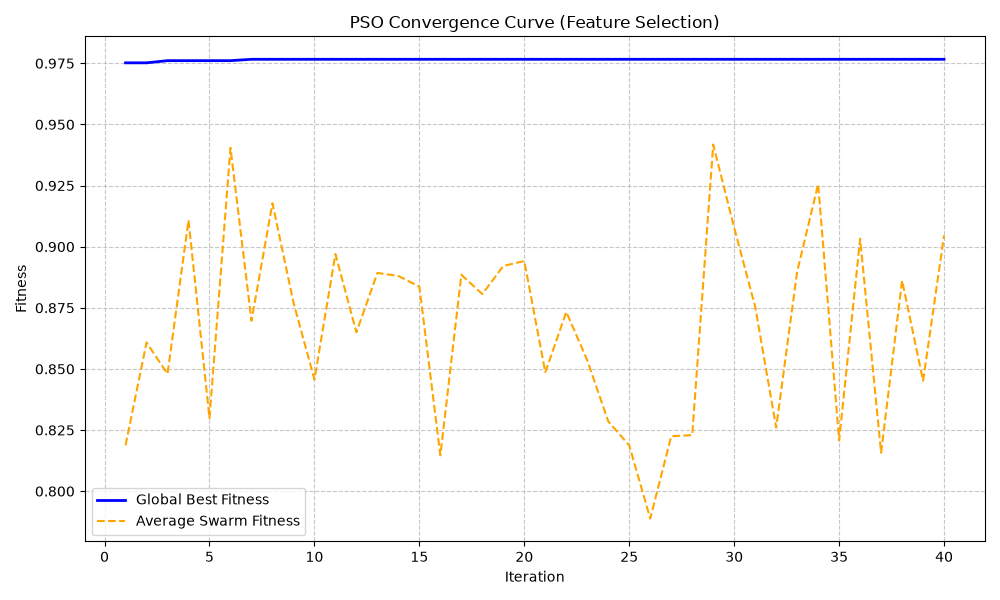 PSO Convergence Curve (Feature Selection)
Fitness
0.975
0.950
0.925
0.900
0.875
0.850
0.825
0.800
Global Best Fitness
Average Swarm Fitness
0 5 10 15 20 25 30 35 40
Iteration